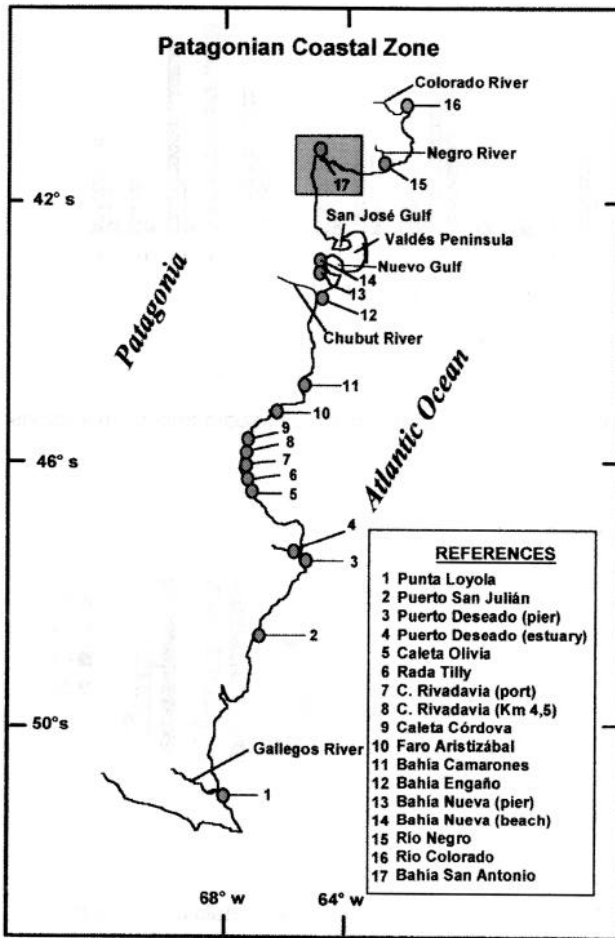 Patagonian Coastal Zone
Colorado River
16
Negro River
15
17
42° s
San José Gulf
Valdés Peninsula
Nuevo Gulf
14
13
12
Chubut River
Patagonia
Atlantic Ocean
11
10
9
8
46° s
7
6
5
4
3
2
50° s
Gallegos River
1
68° w
64° w
REFERENCES
1 Punta Loyola
2 Puerto San Julián
3 Puerto Deseado (pier)
4 Puerto Deseado (estuary)
5 Caleta Olivia
6 Rada Tilly
7 C. Rivadavia (port)
8 C. Rivadavia (Km 4,5)
9 Caleta Córdova
10 Faro Aristizábal
11 Bahía Camarones
12 Bahía Engaño
13 Bahía Nueva (pier)
14 Bahía Nueva (beach)
15 Río Negro
16 Río Colorado
17 Bahía San Antonio